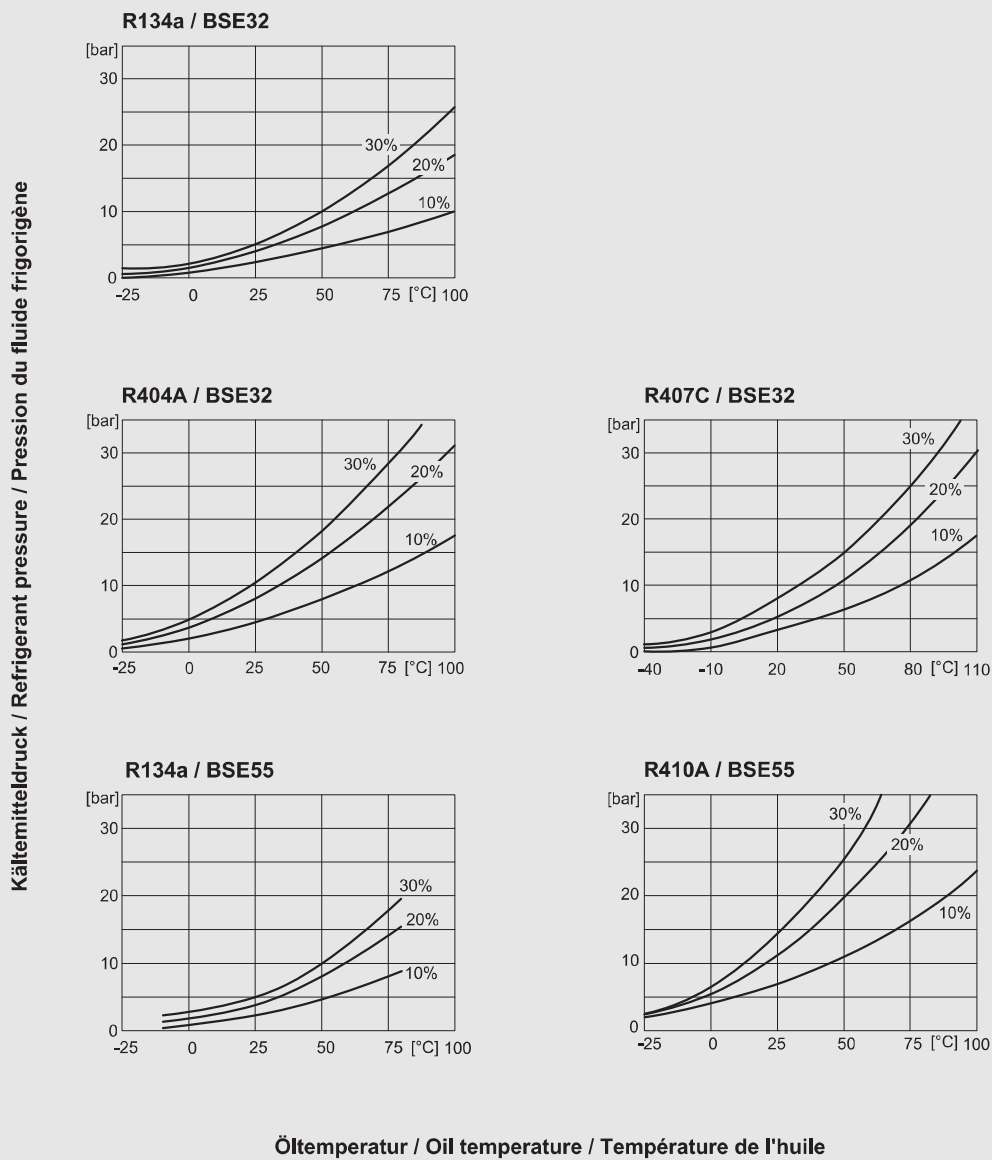 Kältemitteldruck / Refrigerant pressure / Pression du fluide frigorigène
R134a / BSE32
[bar]
30
20
10
0
30%
20%
10%
-25 0 25 50 75 [°C] 100
R404A / BSE32
[bar]
30
20
10
0
30%
20%
10%
-25 0 25 50 75 [°C] 100
R407C / BSE32
[bar]
30
20
10
0
30%
20%
10%
-40 -10 20 50 80 [°C] 110
R134a / BSE55
[bar]
30
20
10
0
30%
20%
10%
-25 0 25 50 75 [°C] 100
R410A / BSE55
[bar]
30
20
10
0
30%
20%
10%
-25 0 25 50 75 [°C] 100
Öltemperatur / Oil temperature / Température de l'huile